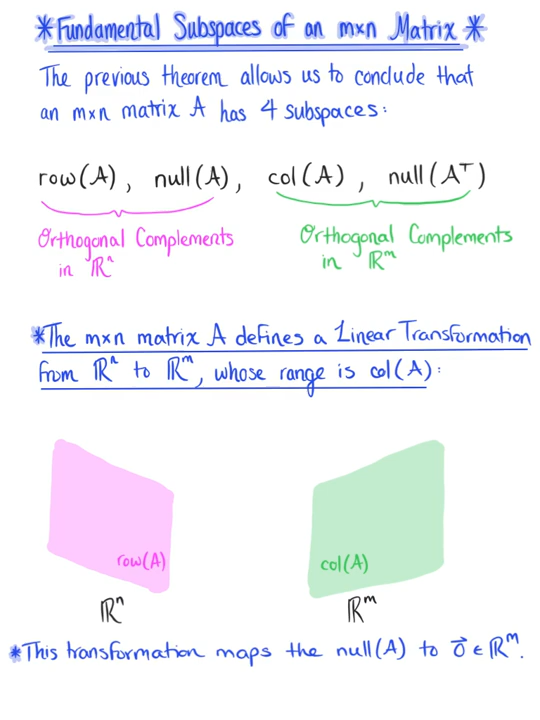 *Fundamental Subspaces of an m×n Matrix*
The previous theorem allows us to conclude that
an m×n matrix A has 4 subspaces:
row(A), null(A), col(A), null(Aᵀ)
Orthogonal Complements
in ℝⁿ
Orthogonal Complements
in ℝᵐ
*The m×n matrix A defines a Linear Transformation
from ℝⁿ to ℝᵐ, whose range is col(A):
row(A)
col(A)
ℝⁿ
ℝᵐ
*This transformation maps the null(A) to 0⃗ ∈ ℝᵐ.